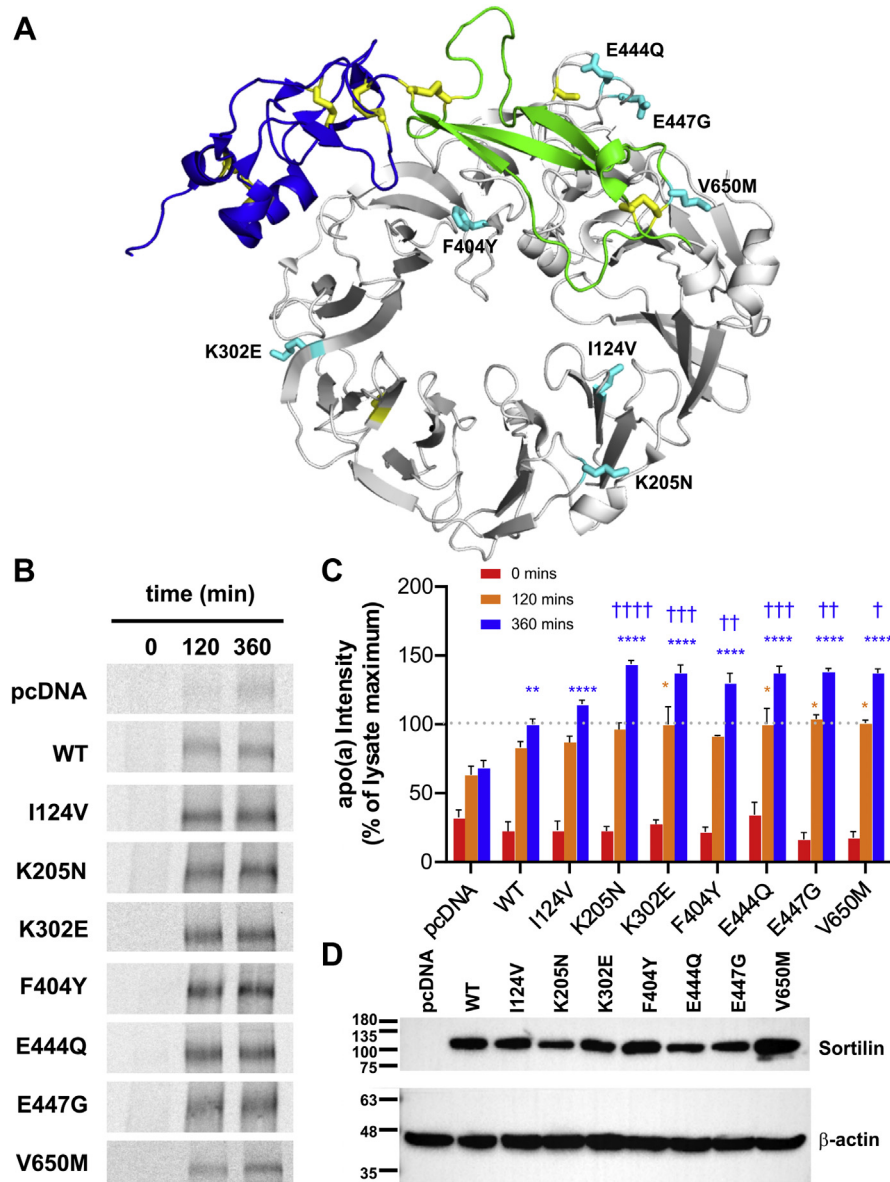 A
E444Q
E447G
V650M
F404Y
K302E
I124V
K205N
B
time (min)
0 120 360
pcDNA
WT
I124V
K205N
K302E
F404Y
E444Q
E447G
V650M
C
0 mins
120 mins
360 mins
apo(a) Intensity
(% of lysate maximum)
200
150
100
50
0
†††† ††† †† ††† †† †
** **** **** **** **** **** **** ****
* * * *
pcDNA WT I124V K205N K302E F404Y E444Q E447G V650M
D
pcDNA WT I124V K205N K302E F404Y E444Q E447G V650M
180
135
100
75
Sortilin
63
48
35
β-actin